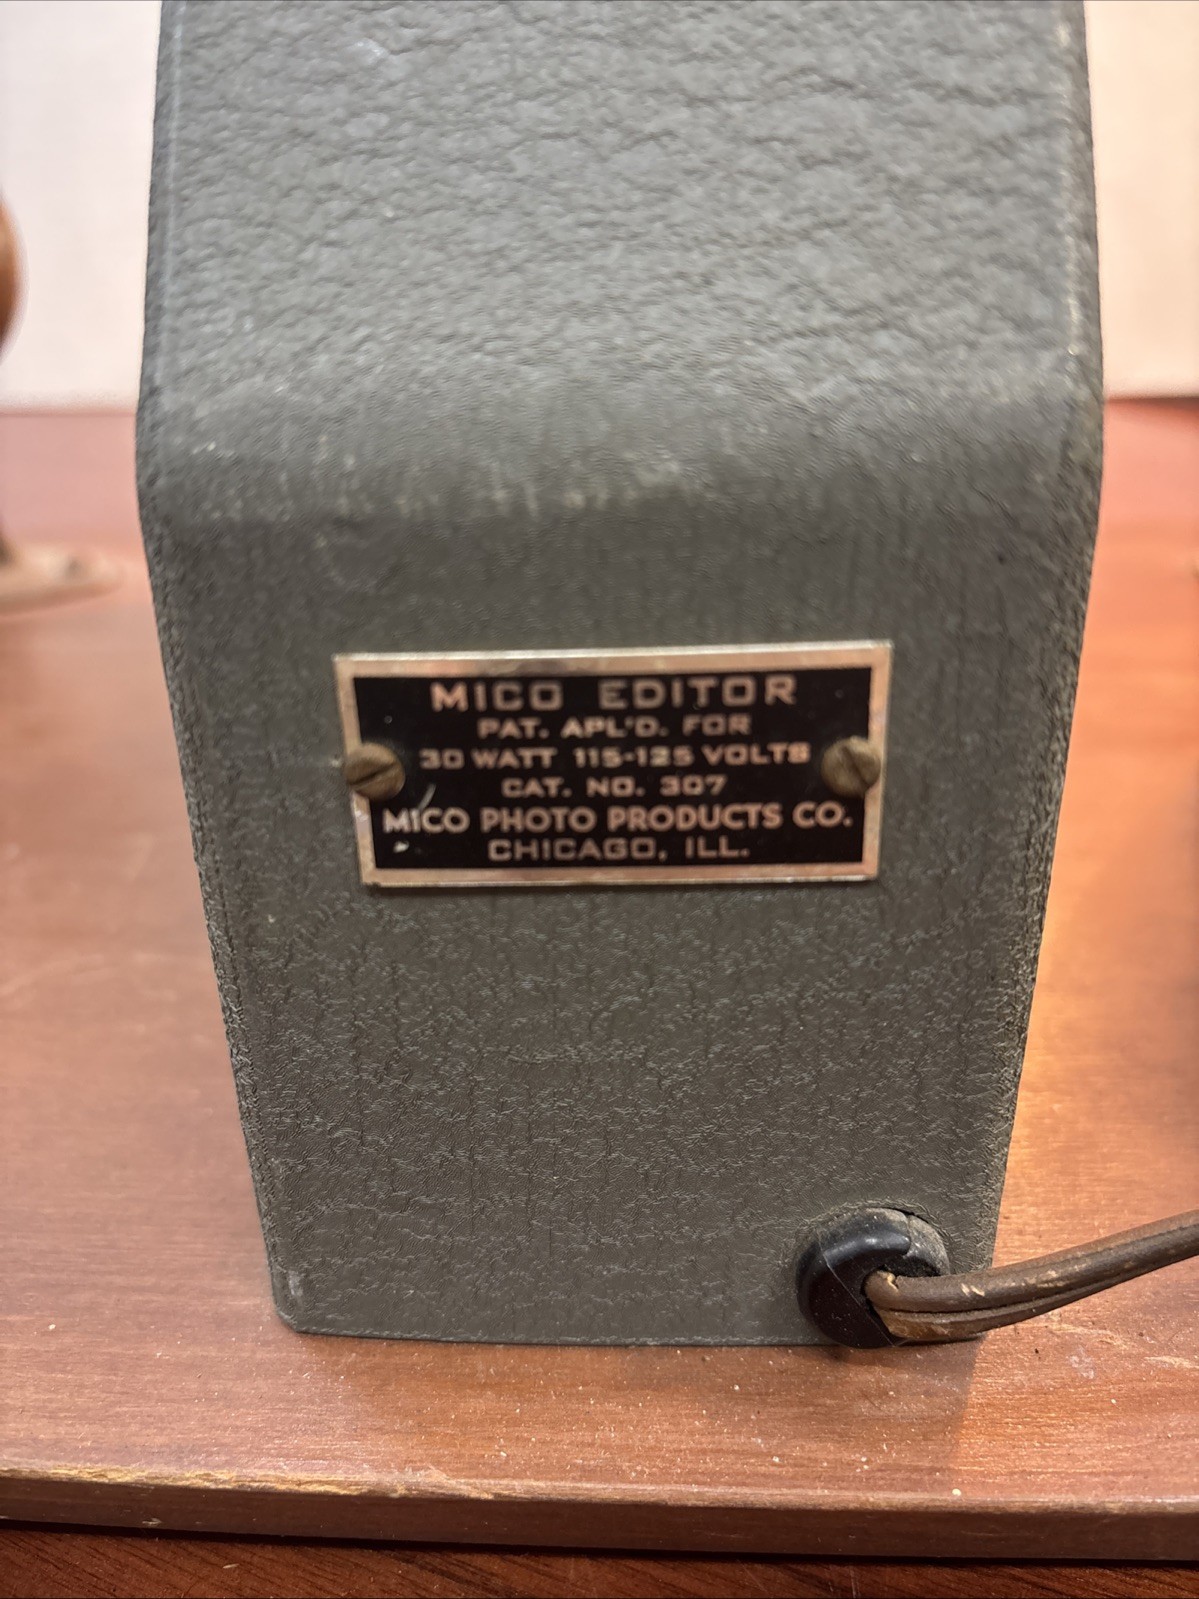 MICO EDITOR
PAT. APL'D. FOR
30 WATT 115-125 VOLTS
CAT. NO. 307
MICO PHOTO PRODUCTS CO.
CHICAGO, ILL.